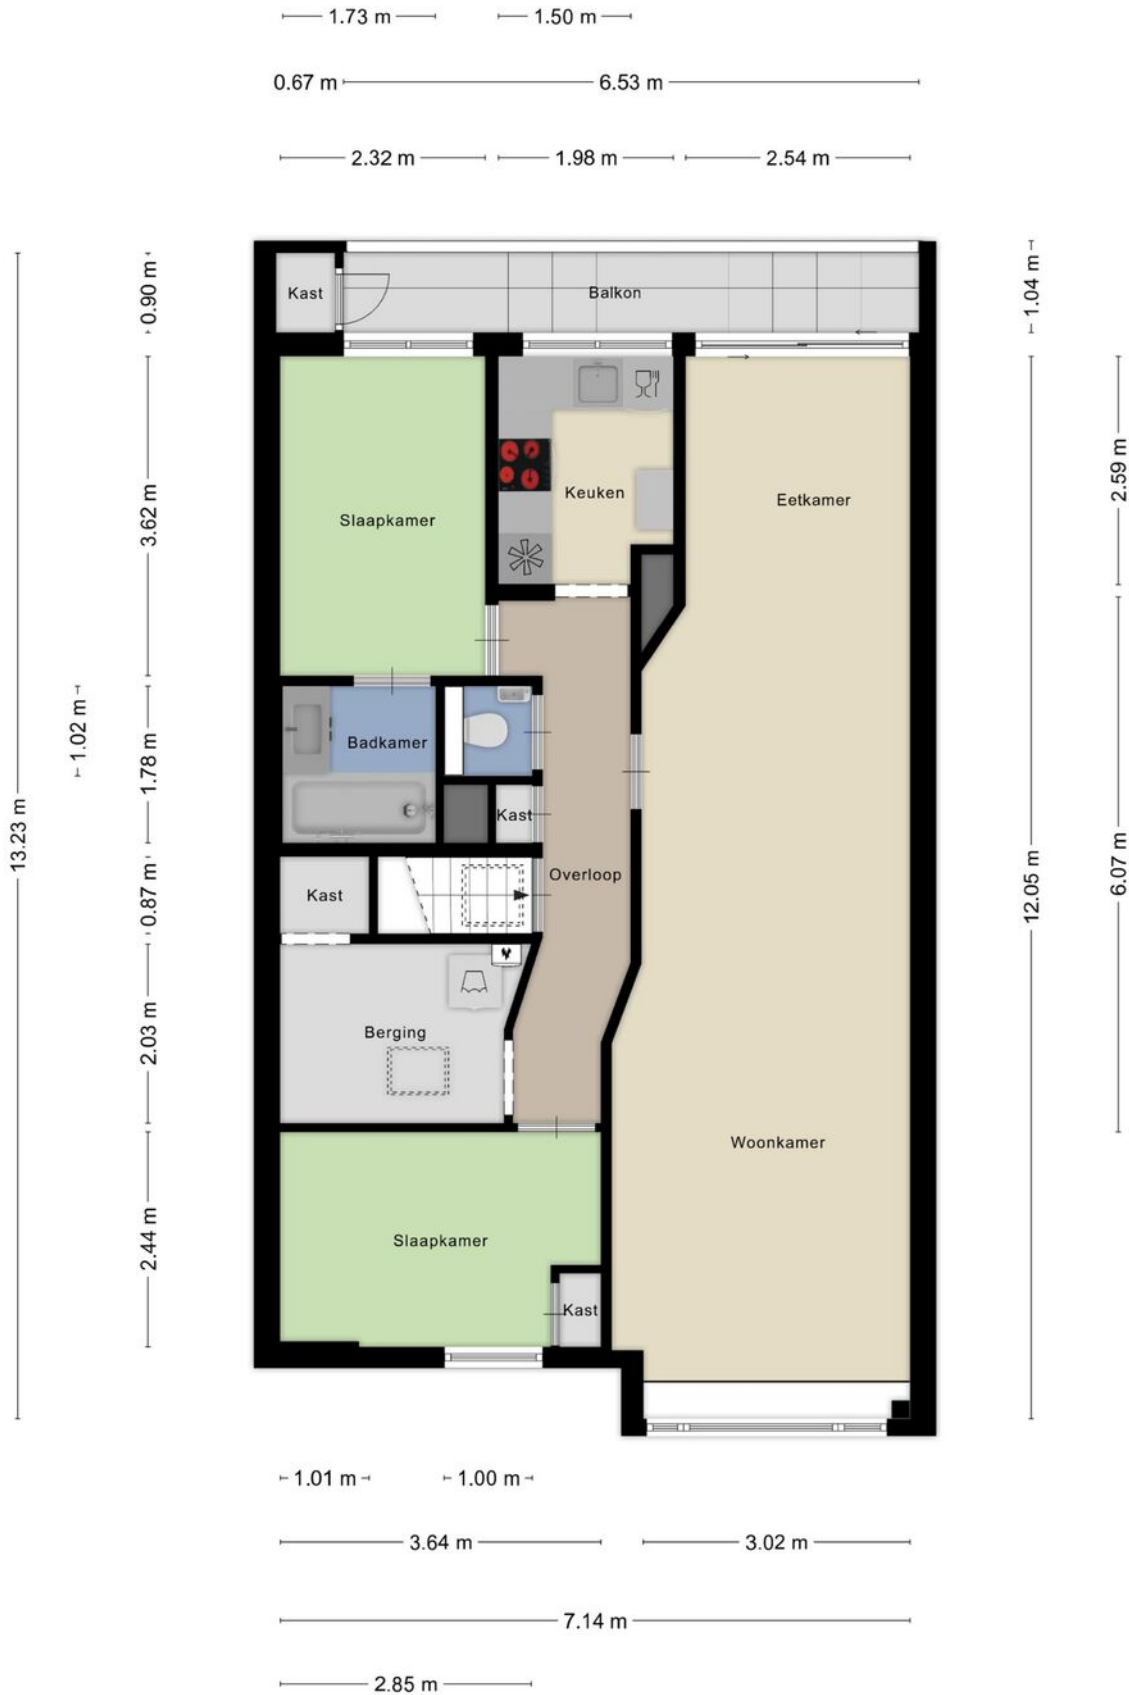 1.73 m 1.50 m
0.67 m 6.53 m
2.32 m 1.98 m 2.54 m
Kast Balkon
0.90 m
1.04 m
Slaapkamer
Keuken
Eetkamer
3.62 m
2.59 m
Badkamer
1.02 m
1.78 m
Kast
13.23 m
Overloop
Kast
0.87 m
12.05 m
6.07 m
Berging
2.03 m
Woonkamer
Slaapkamer
2.44 m
Kast
1.01 m 1.00 m
3.64 m 3.02 m
7.14 m
2.85 m